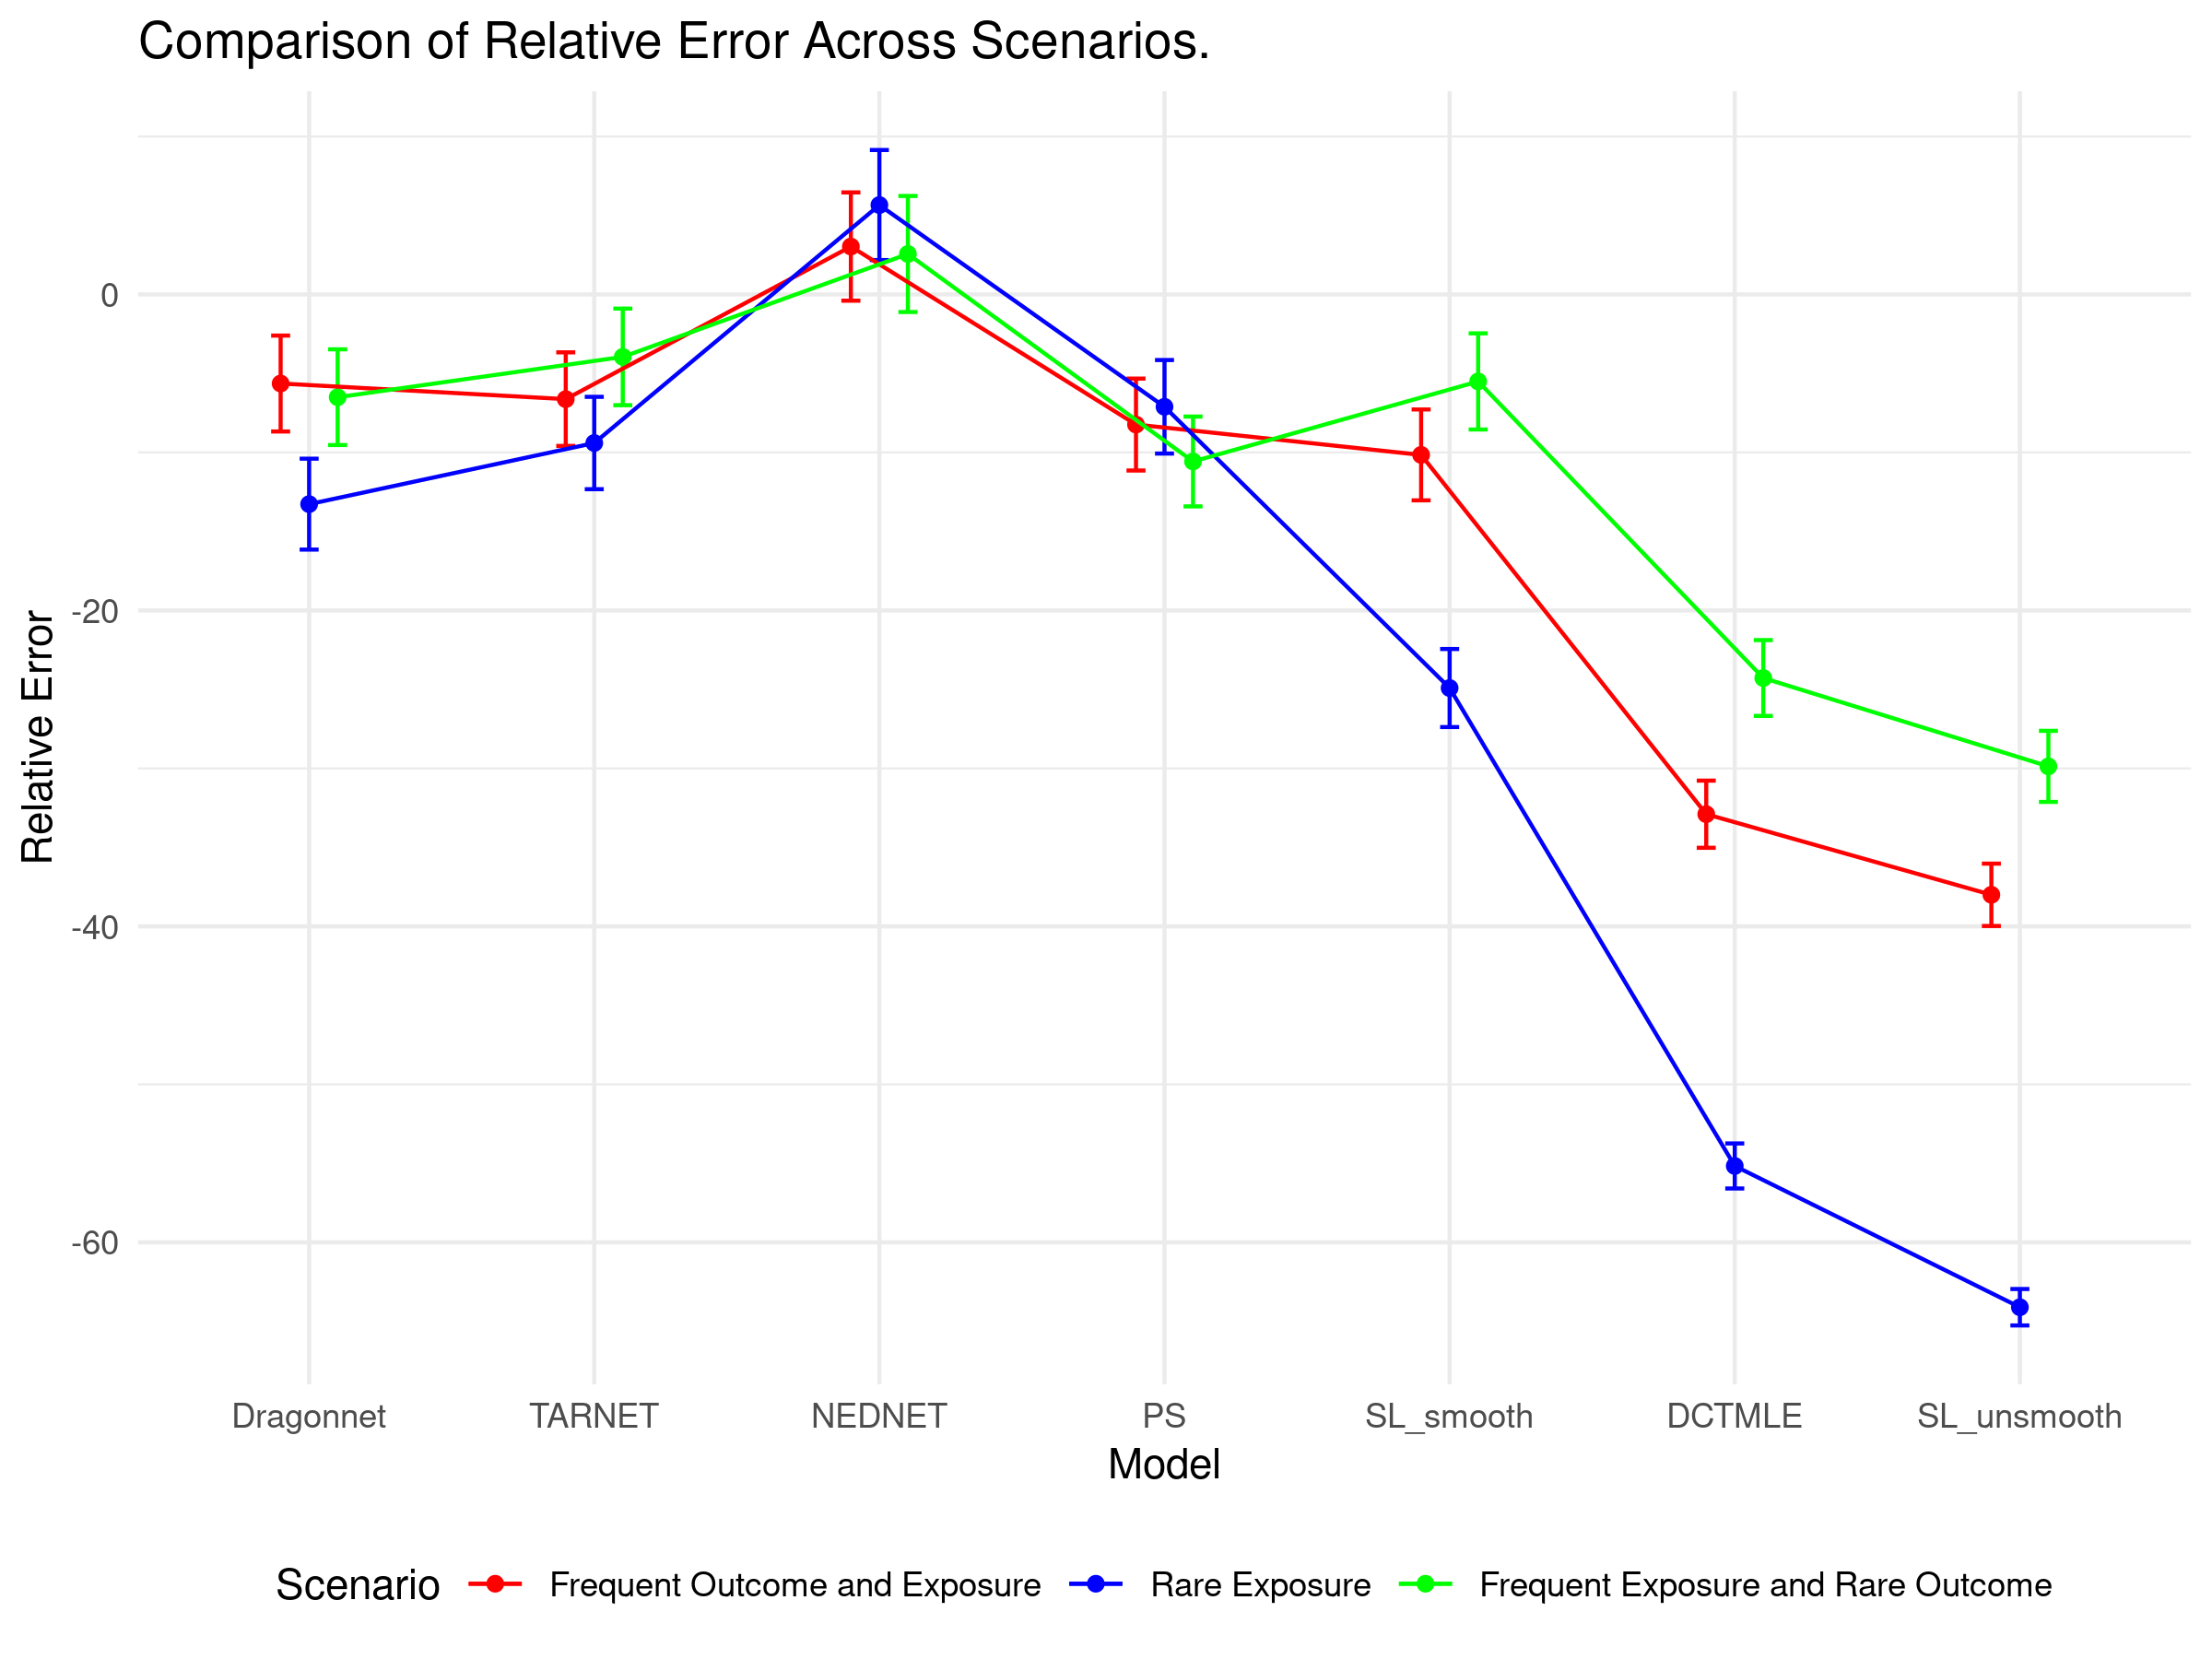 Comparison of Relative Error Across Scenarios.
Relative Error
0
-20
-40
-60
Dragonnet TARNET NEDNET PS SL_smooth DCTMLE SL_unsmooth
Model
Scenario Frequent Outcome and Exposure Rare Exposure Frequent Exposure and Rare Outcome